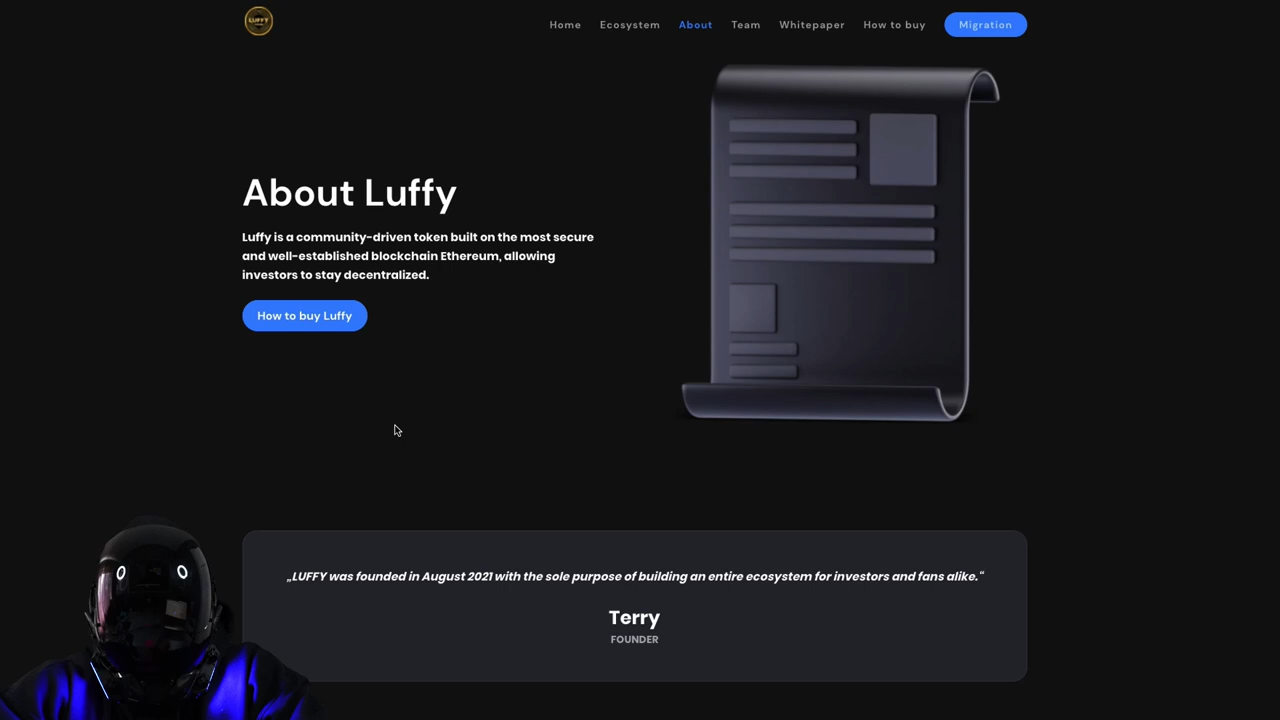 LUFFY
Home Ecosystem About Team Whitepaper How to buy Migration
About Luffy
Luffy is a community-driven token built on the most secure
and well-established blockchain Ethereum, allowing
investors to stay decentralized.
How to buy Luffy
„LUFFY was founded in August 2021 with the sole purpose of building an entire ecosystem for investors and fans alike.“
Terry
FOUNDER